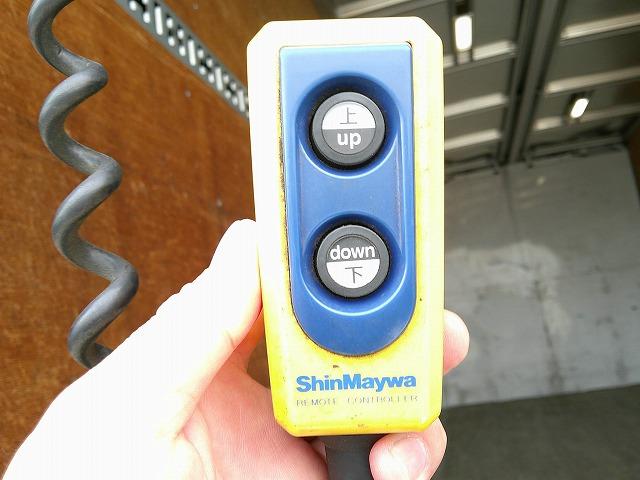 上
up
down
下
ShinMaywa
REMOTE CONTROLLER